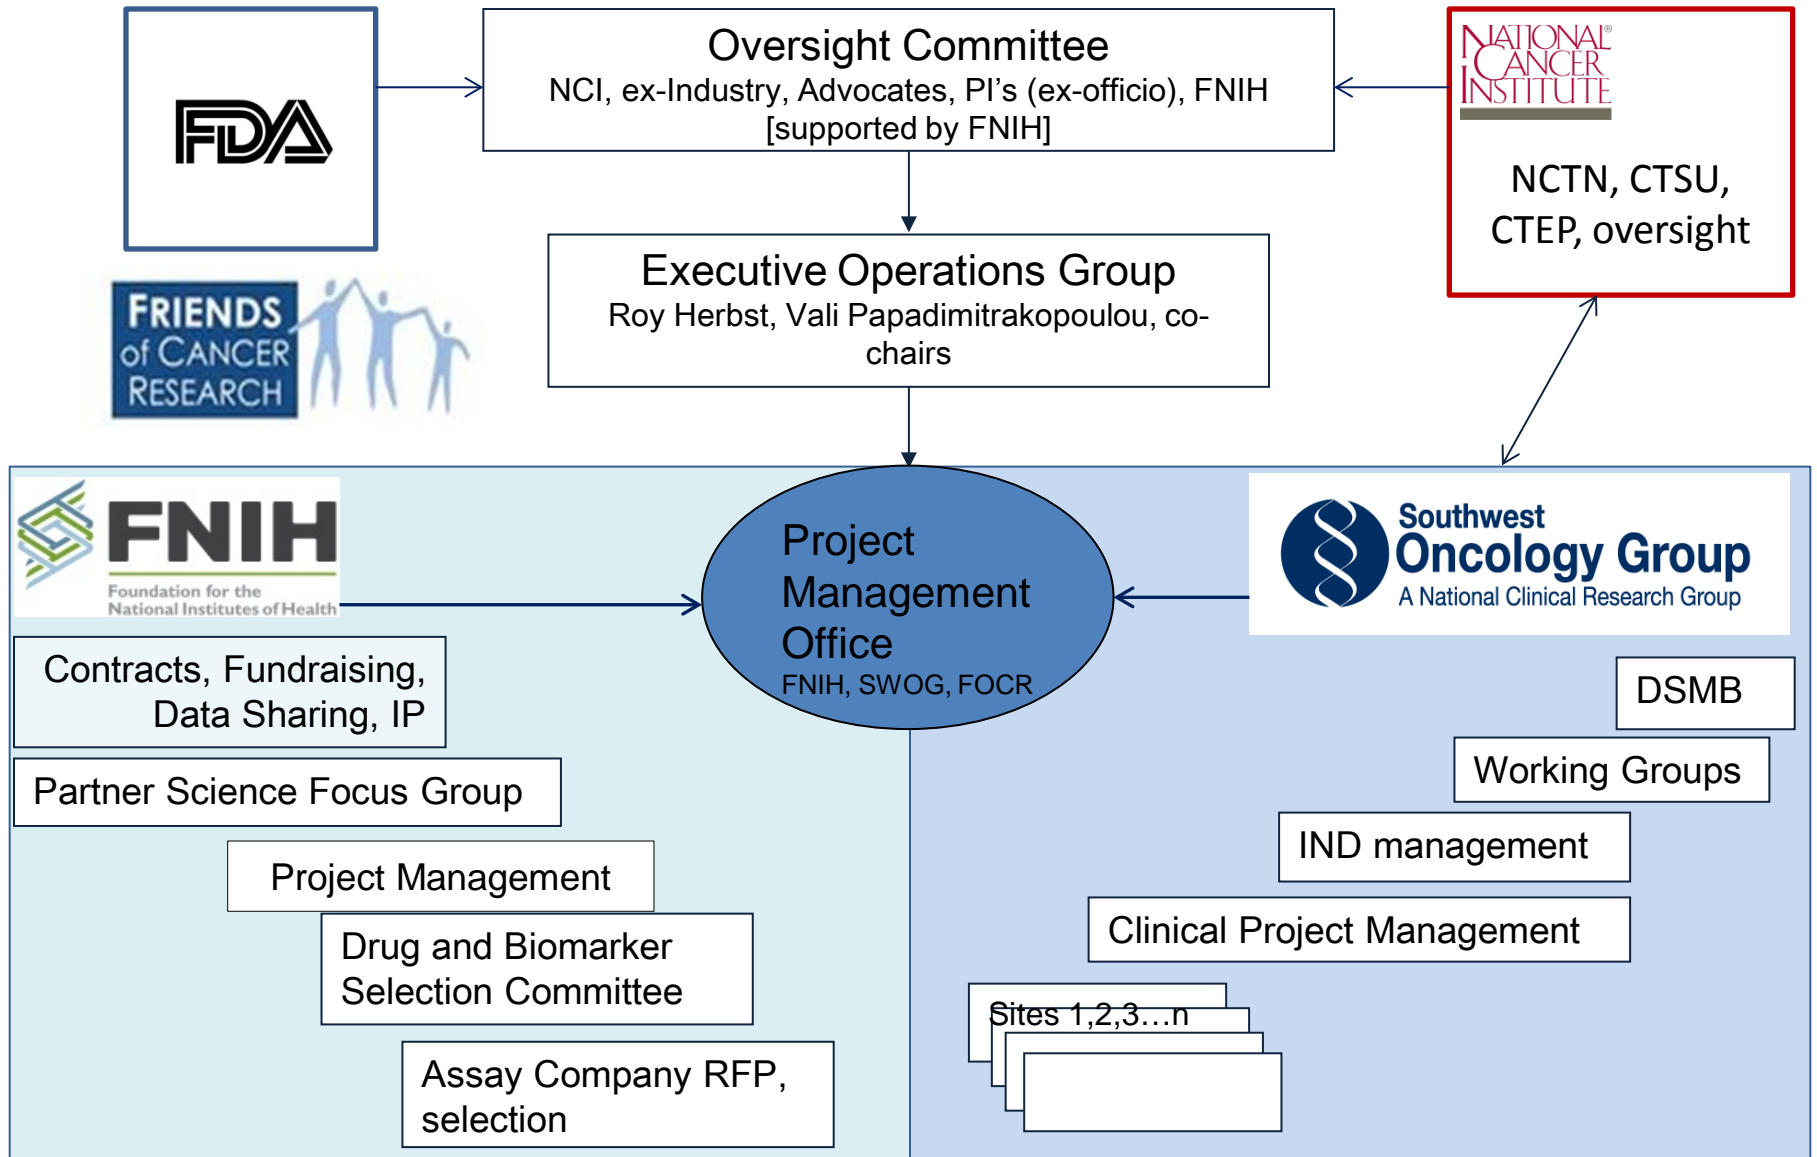 FDA
Oversight Committee
NCI, ex-Industry, Advocates, PI's (ex-officio), FNIH
[supported by FNIH]
NATIONAL®
CANCER
INSTITUTE
NCTN, CTSU,
CTEP, oversight
Executive Operations Group
Roy Herbst, Vali Papadimitrakopoulou, co-
chairs
FRIENDS
of CANCER
RESEARCH
FNIH
Foundation for the
National Institutes of Health
Project
Management
Office
FNIH, SWOG, FOCR
Southwest
Oncology Group
A National Clinical Research Group
Contracts, Fundraising,
Data Sharing, IP
Partner Science Focus Group
Project Management
Drug and Biomarker
Selection Committee
Assay Company RFP,
selection
DSMB
Working Groups
IND management
Clinical Project Management
Sites 1,2,3…n